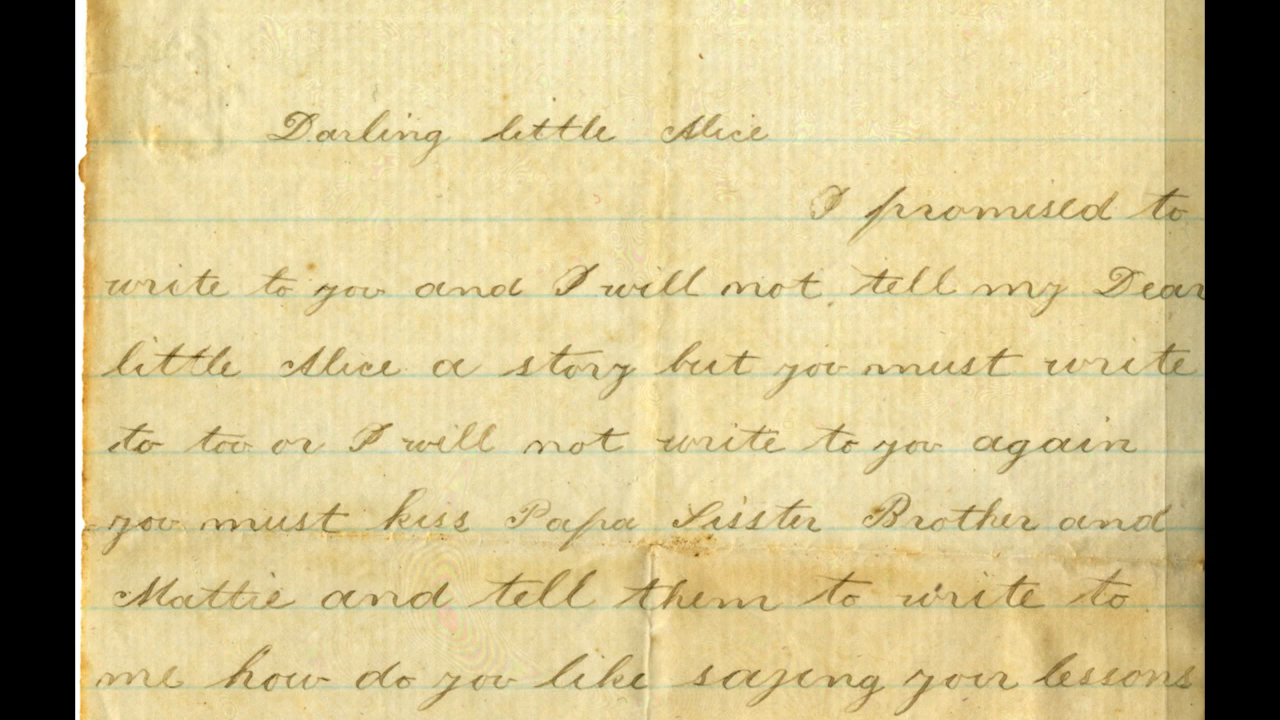 Darling little Alice
I promised to
write to you and I will not tell my Dear
little Alice a story but you must write
to too or I will not write to you again
you must kiss Papa Sisster Brother and
Mattie and tell them to write to
me how do you like saying your lessons